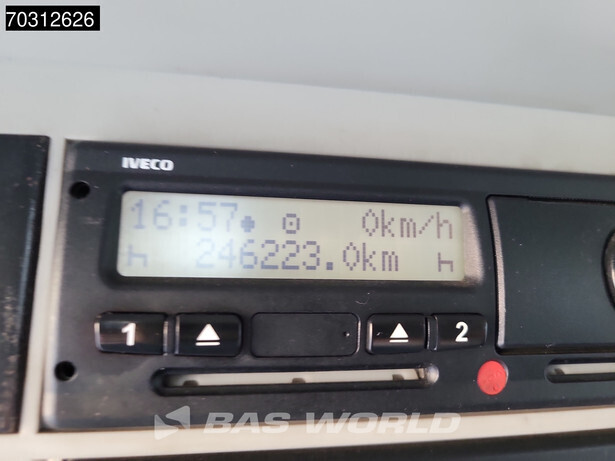 70312626
IVECO
16:57 0km/h
246223.0km
1 2
BAS WORLD